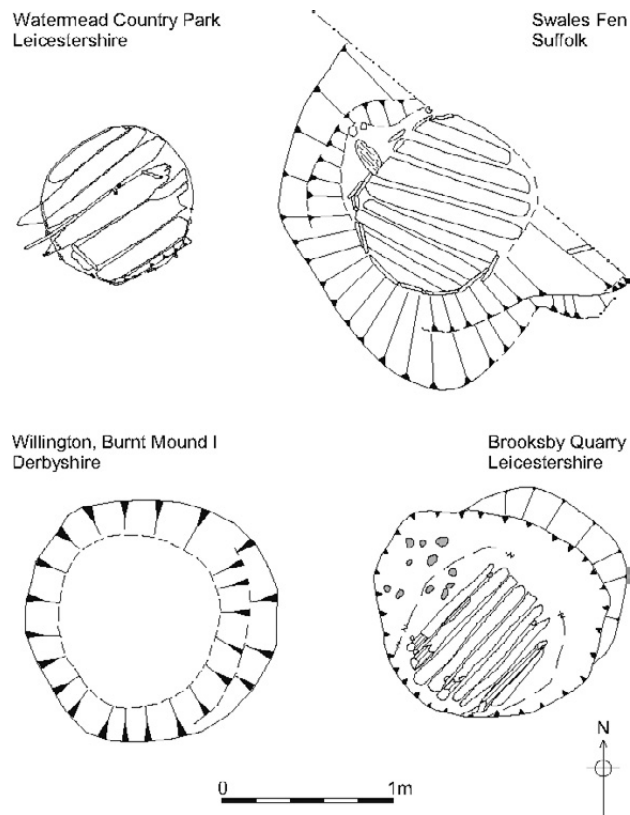 Watermead Country Park
Leicestershire
Swales Fen
Suffolk
Willington, Burnt Mound I
Derbyshire
Brooksby Quarry
Leicestershire
N
0 1m